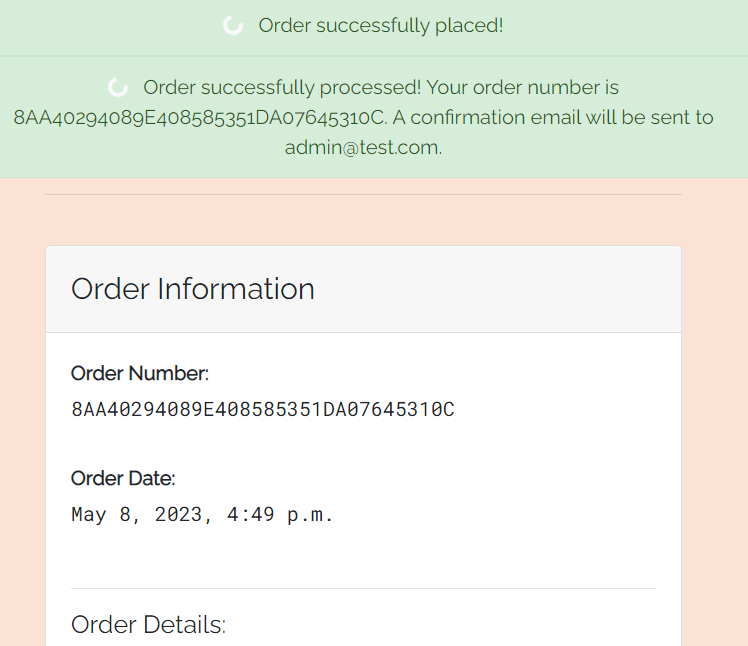 Order successfully placed!
Order successfully processed! Your order number is
8AA40294089E408585351DA07645310C. A confirmation email will be sent to
admin@test.com.
Order Information
Order Number:
8AA40294089E408585351DA07645310C
Order Date:
May 8, 2023, 4:49 p.m.
Order Details: